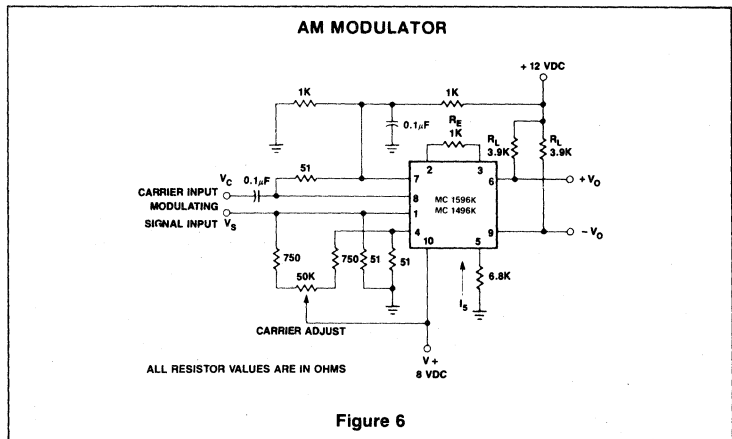 AM MODULATOR
+ 12 VDC
1K
1K
0.1μF
RE
1K
RL
3.9K
RL
3.9K
2
3
VC
0.1μF
51
7
6
+ VO
CARRIER INPUT
8
MC 1596K
MODULATING
1
MC 1496K
SIGNAL INPUT VS
4
9
− VO
10
5
750
750
51
51
6.8K
50K
I5
CARRIER ADJUST
V +
8 VDC
ALL RESISTOR VALUES ARE IN OHMS
Figure 6